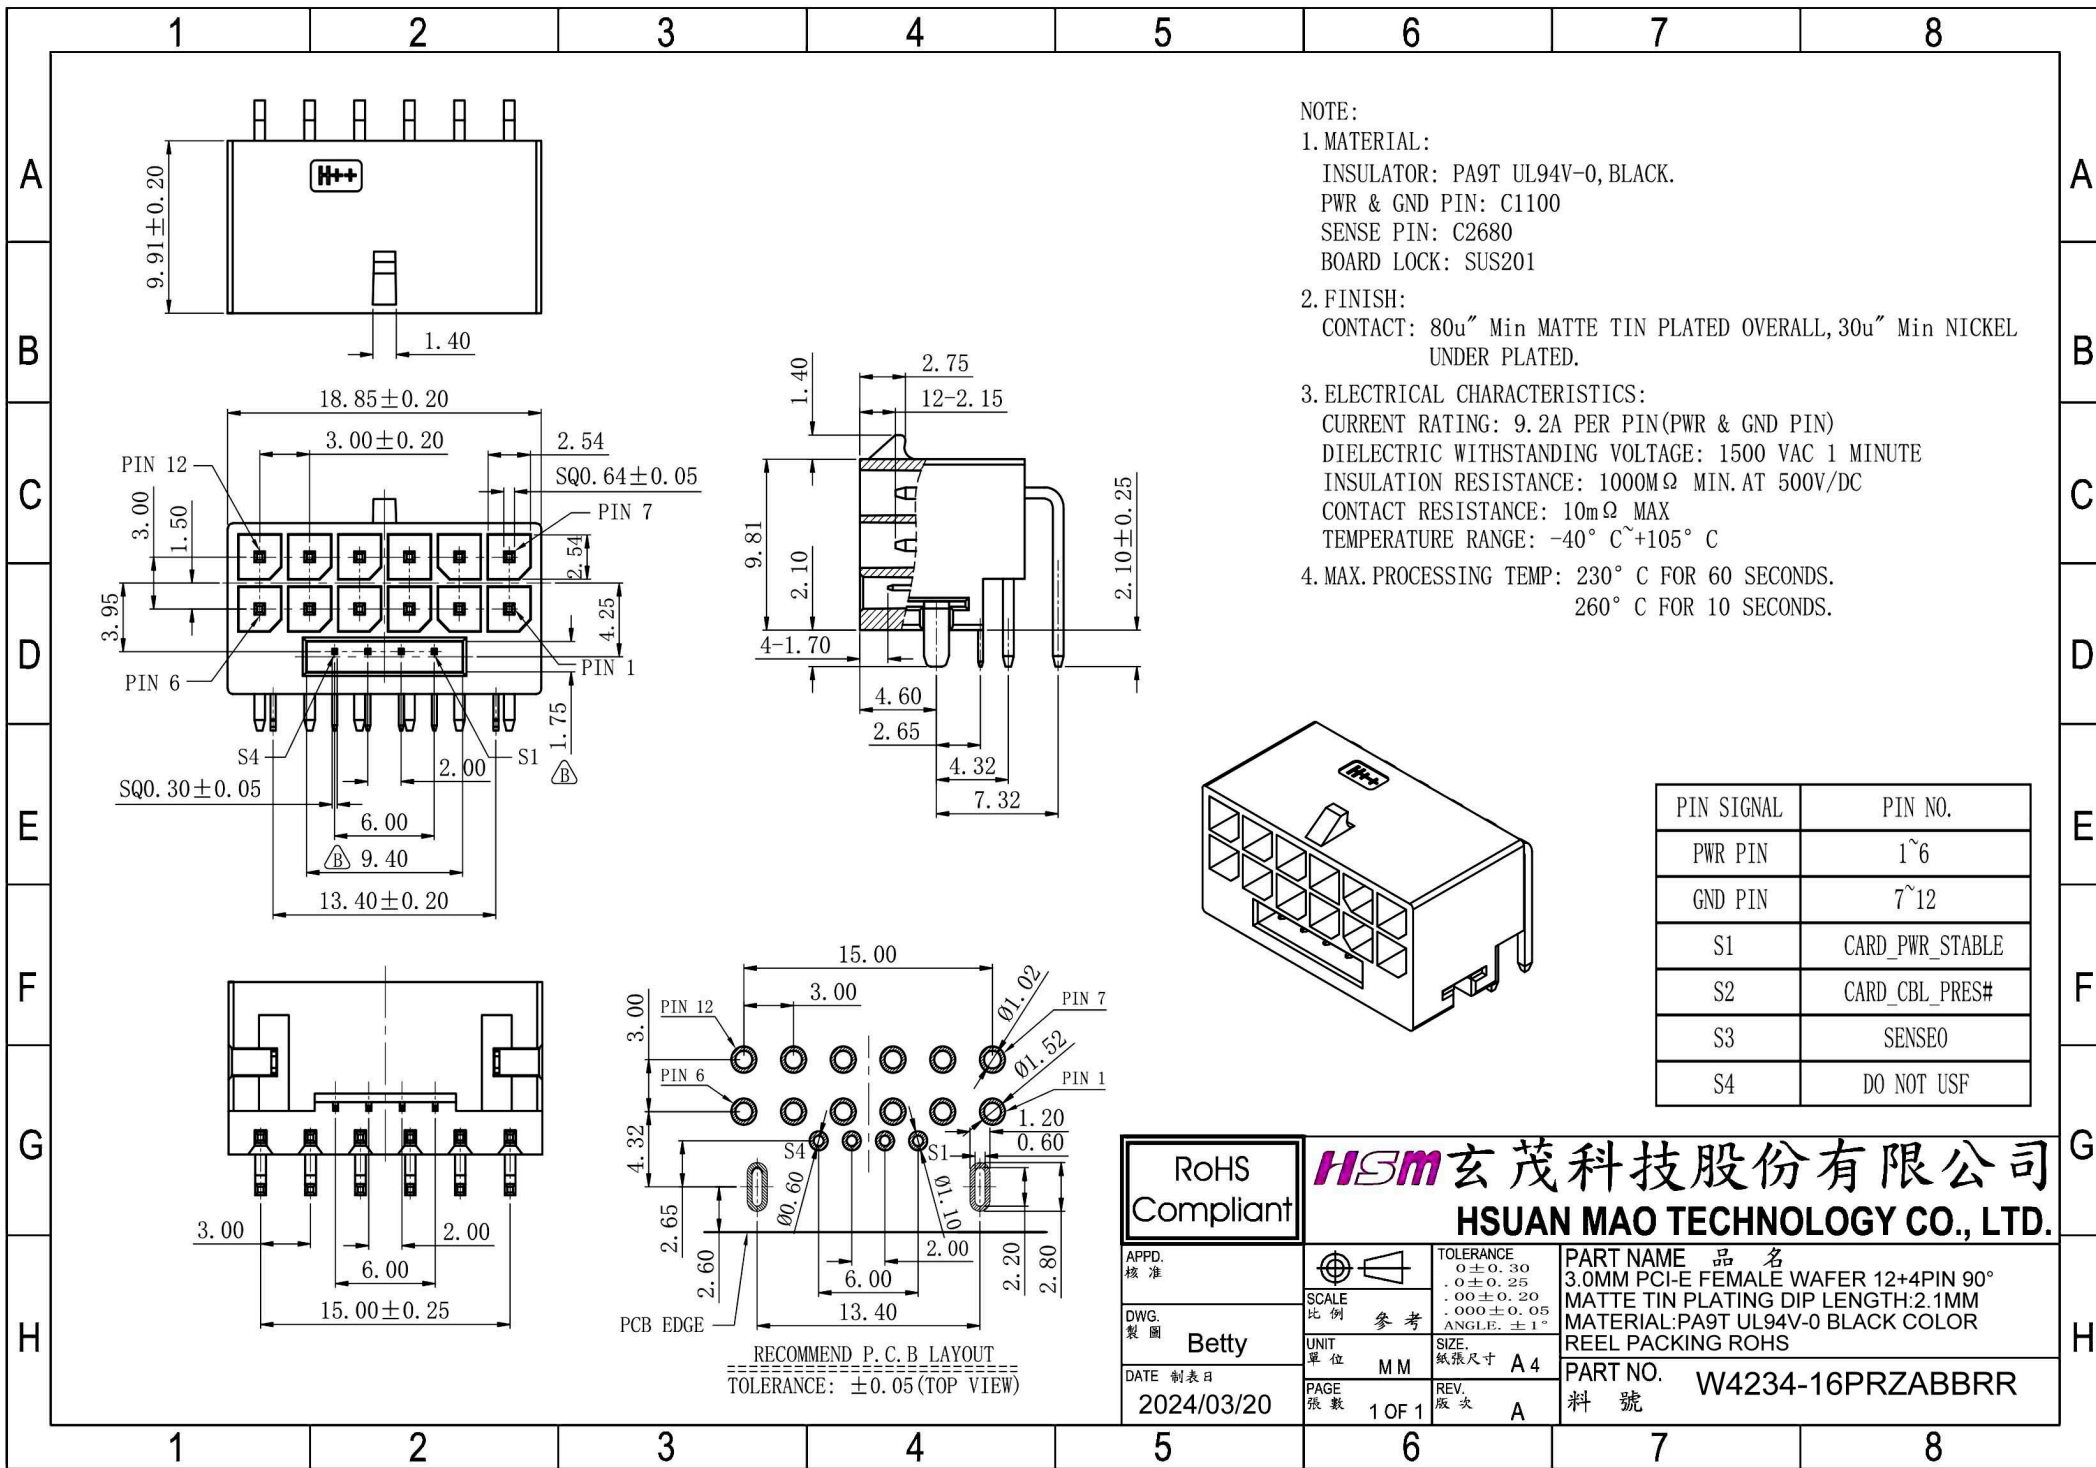 1 2 3 4 5 6 7 8
A A
B B
C C
D D
E E
F F
G G
H H
H++
9.91±0.20
1.40
18.85±0.20
3.00±0.20
2.54
SQ0.64±0.05
PIN 12
PIN 7
3.00
1.50
2.54
3.95
4.25
PIN 6
PIN 1
S4
S1
1.75
B
2.00
SQ0.30±0.05
6.00
B 9.40
13.40±0.20
1.40
2.75
12-2.15
9.81
2.10
2.10±0.25
4-1.70
4.60
2.65
4.32
7.32
NOTE:
1.MATERIAL:
INSULATOR: PA9T UL94V-0,BLACK.
PWR & GND PIN: C1100
SENSE PIN: C2680
BOARD LOCK: SUS201
2.FINISH:
CONTACT: 80u″ Min MATTE TIN PLATED OVERALL,30u″ Min NICKEL
UNDER PLATED.
3.ELECTRICAL CHARACTERISTICS:
CURRENT RATING: 9.2A PER PIN(PWR & GND PIN)
DIELECTRIC WITHSTANDING VOLTAGE: 1500 VAC 1 MINUTE
INSULATION RESISTANCE: 1000MΩ MIN.AT 500V/DC
CONTACT RESISTANCE: 10mΩ MAX
TEMPERATURE RANGE: -40° C~+105° C
4.MAX.PROCESSING TEMP: 230° C FOR 60 SECONDS.
260° C FOR 10 SECONDS.
H++
PIN SIGNAL PIN NO.
PWR PIN 1~6
GND PIN 7~12
S1 CARD_PWR_STABLE
S2 CARD_CBL_PRES#
S3 SENSE0
S4 DO NOT USF
3.00
2.00
6.00
15.00±0.25
15.00
3.00
3.00
PIN 12
PIN 7
Ø1.02
PIN 6
Ø1.52
PIN 1
4.32
1.20
0.60
S4
S1
Ø0.60
Ø1.10
2.65
2.60
2.00
2.20
2.80
6.00
13.40
PCB EDGE
RECOMMEND P.C.B LAYOUT
TOLERANCE: ±0.05(TOP VIEW)
RoHS
Compliant
HSM 玄茂科技股份有限公司
HSUAN MAO TECHNOLOGY CO., LTD.
APPD.
核 准
DWG.
製 圖 Betty
DATE 制表日
2024/03/20
SCALE
比 例 參 考
UNIT
單 位 MM
PAGE
張 數 1 OF 1
TOLERANCE
0±0.30
.0±0.25
.00±0.20
.000±0.05
ANGLE. ±1°
SIZE.
紙張尺寸 A4
REV.
版 次 A
PART NAME 品 名
3.0MM PCI-E FEMALE WAFER 12+4PIN 90°
MATTE TIN PLATING DIP LENGTH:2.1MM
MATERIAL:PA9T UL94V-0 BLACK COLOR
REEL PACKING ROHS
PART NO.
料 號 W4234-16PRZABBRR
1 2 3 4 5 6 7 8